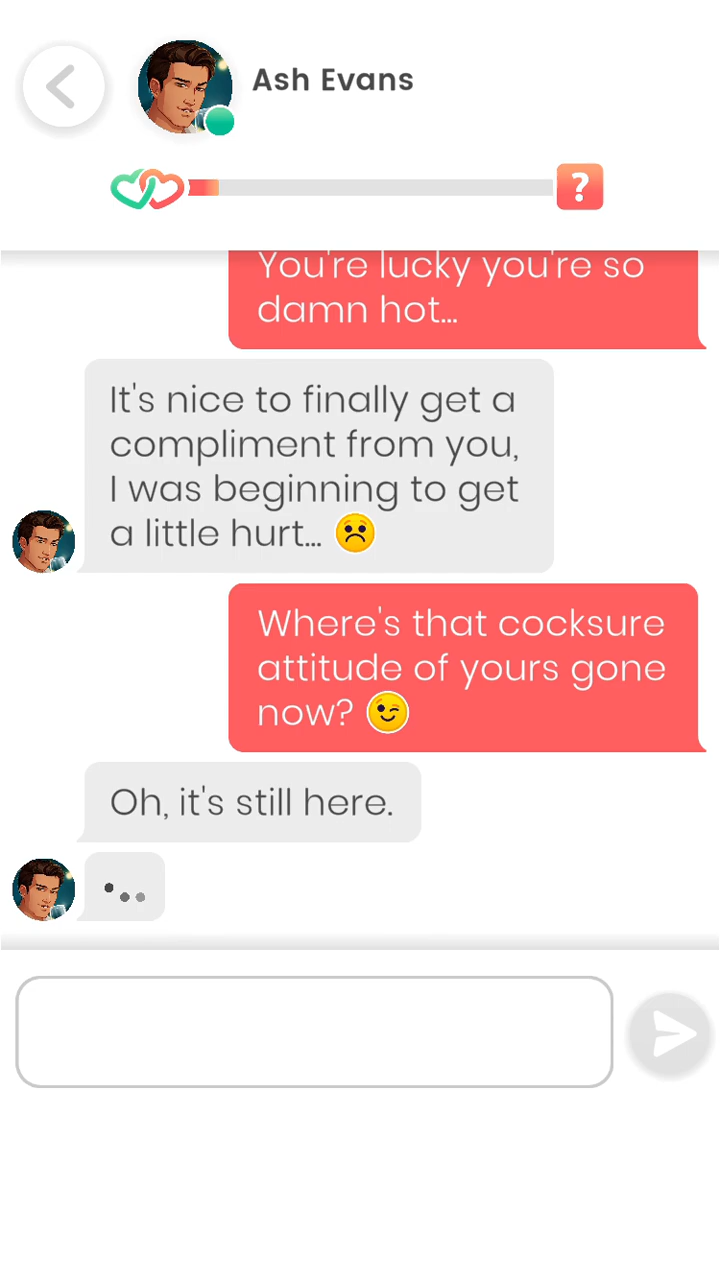 Ash Evans
?
You're lucky you're so
damn hot...
It's nice to finally get a
compliment from you,
I was beginning to get
a little hurt... ☹️
Where's that cocksure
attitude of yours gone
now? 😉
Oh, it's still here.